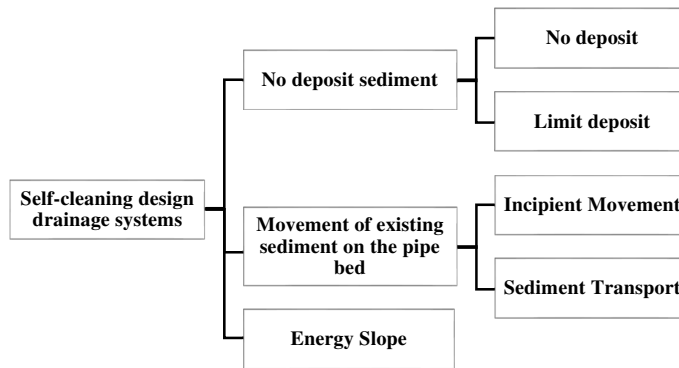 Self-cleaning design
drainage systems
No deposit sediment
No deposit
Limit deposit
Movement of existing
sediment on the pipe
bed
Incipient Movement
Sediment Transport
Energy Slope